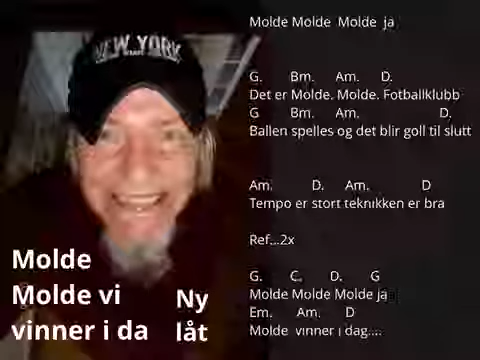 NEW YORK
Molde Molde Molde ja
G. Bm. Am. D.
Det er Molde. Molde. Fotballklubb
G Bm. Am. D.
Ballen spelles og det blir goll til slutt
Am. D. Am. D
Tempo er stort teknikken er bra
Ref...2x
G. C. D. G
Molde Molde Molde ja
Em. Am. D
Molde vinner i dag....
Molde
Molde vi
vinner i da
Ny
låt